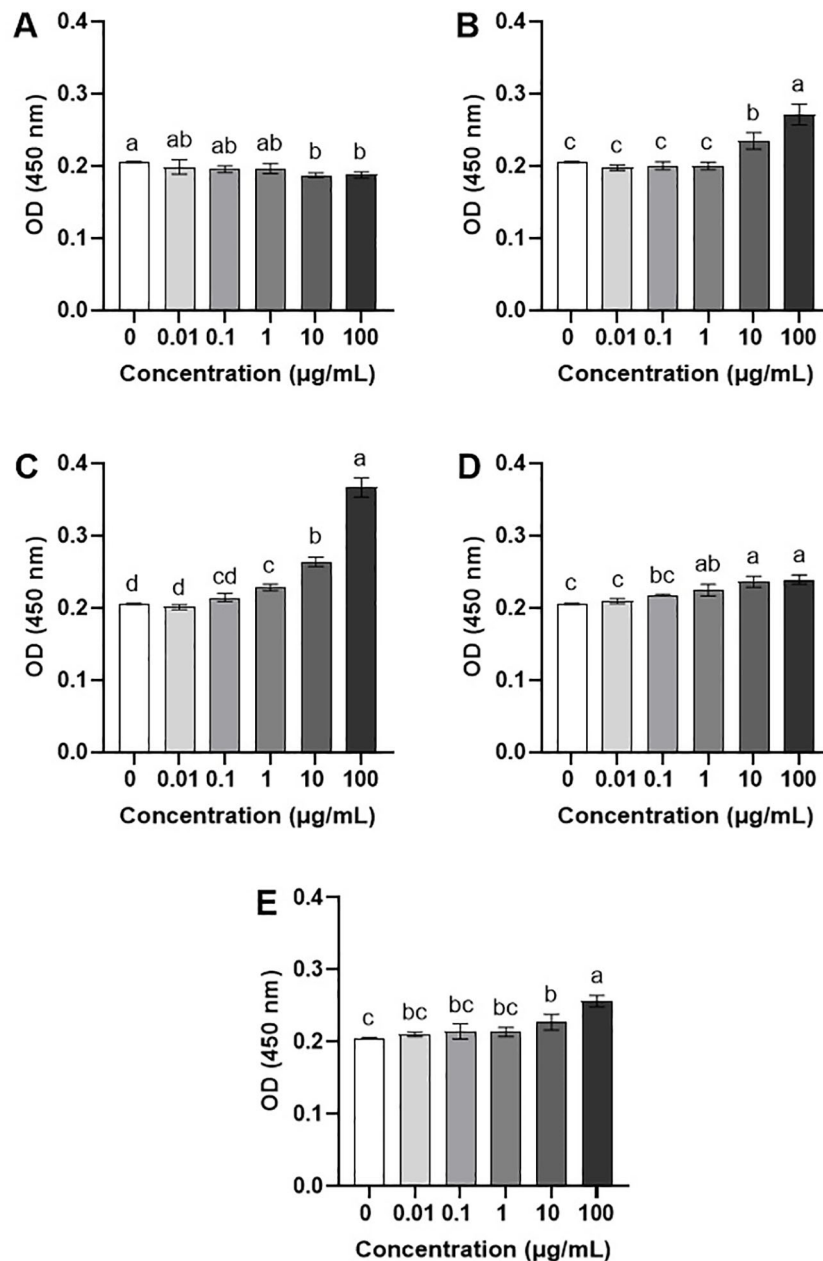 A
OD (450 nm)
0.4
0.3
0.2
0.1
0.0
a ab ab ab b b
0 0.01 0.1 1 10 100
Concentration (µg/mL)
B
OD (450 nm)
0.4
0.3
0.2
0.1
0.0
c c c c b a
0 0.01 0.1 1 10 100
Concentration (µg/mL)
C
OD (450 nm)
0.4
0.3
0.2
0.1
0.0
d d cd c b a
0 0.01 0.1 1 10 100
Concentration (µg/mL)
D
OD (450 nm)
0.4
0.3
0.2
0.1
0.0
c c bc ab a a
0 0.01 0.1 1 10 100
Concentration (µg/mL)
E
OD (450 nm)
0.4
0.3
0.2
0.1
0.0
c bc bc bc b a
0 0.01 0.1 1 10 100
Concentration (µg/mL)